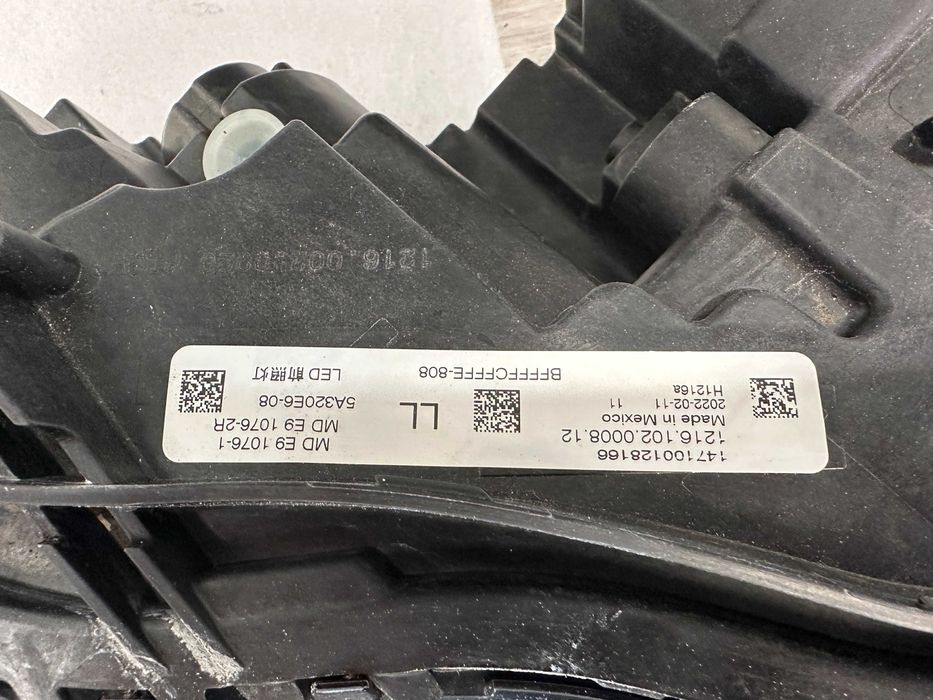 147100128166
1216.102.0008.12
Made in Mexico
2022-02-11 11
H1216a
LL
BFFFFCFFFFE-808
MD E9 1076-1
MD E9 1076-2R
5A320E6-08
LED 前照灯